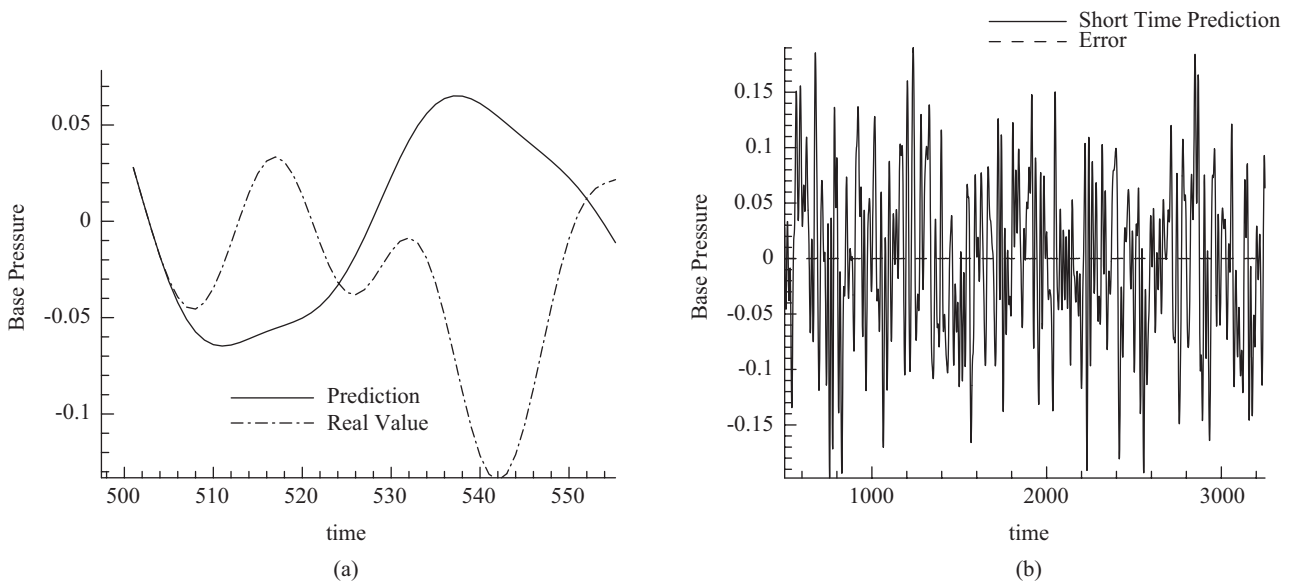 0.05
0
-0.05
-0.1
Base Pressure
Prediction
Real Value
500 510 520 530 540 550
time
(a)
Short Time Prediction
Error
0.15
0.1
0.05
0
-0.05
-0.1
-0.15
Base Pressure
1000 2000 3000
time
(b)